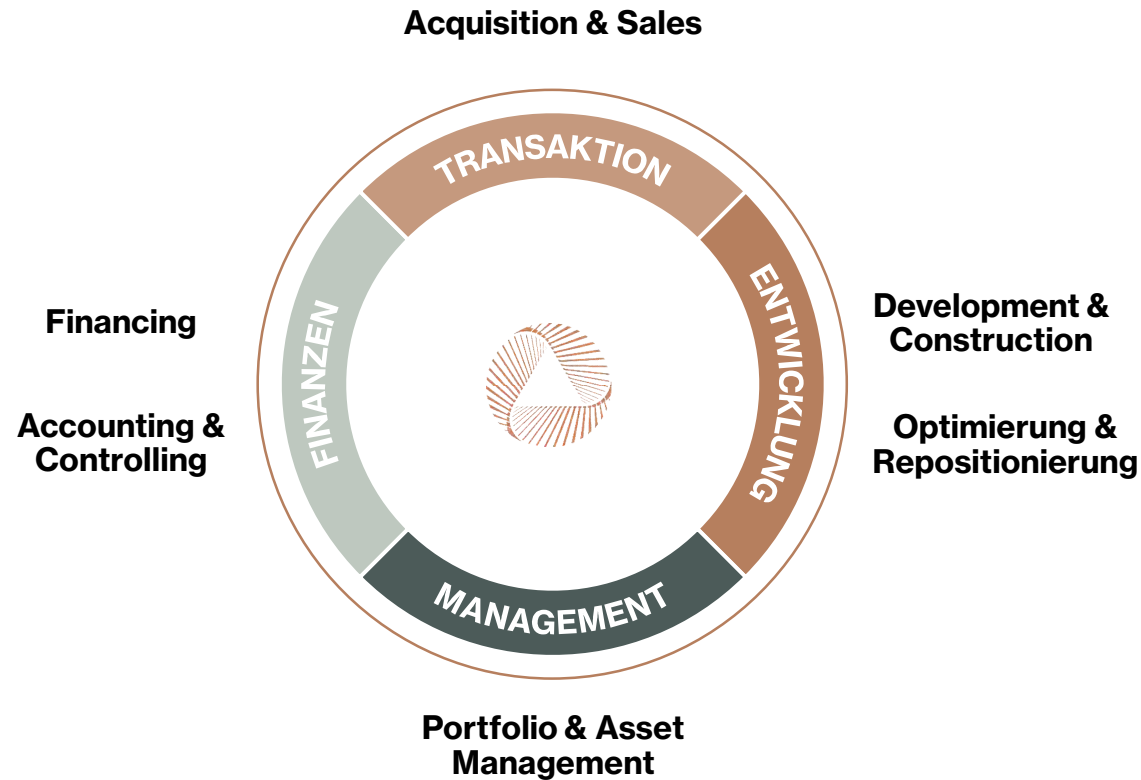 Acquisition & Sales
TRANSAKTION
ENTWICKLUNG
Development &
Construction
Optimierung &
Repositionierung
MANAGEMENT
Portfolio & Asset
Management
FINANZEN
Financing
Accounting &
Controlling